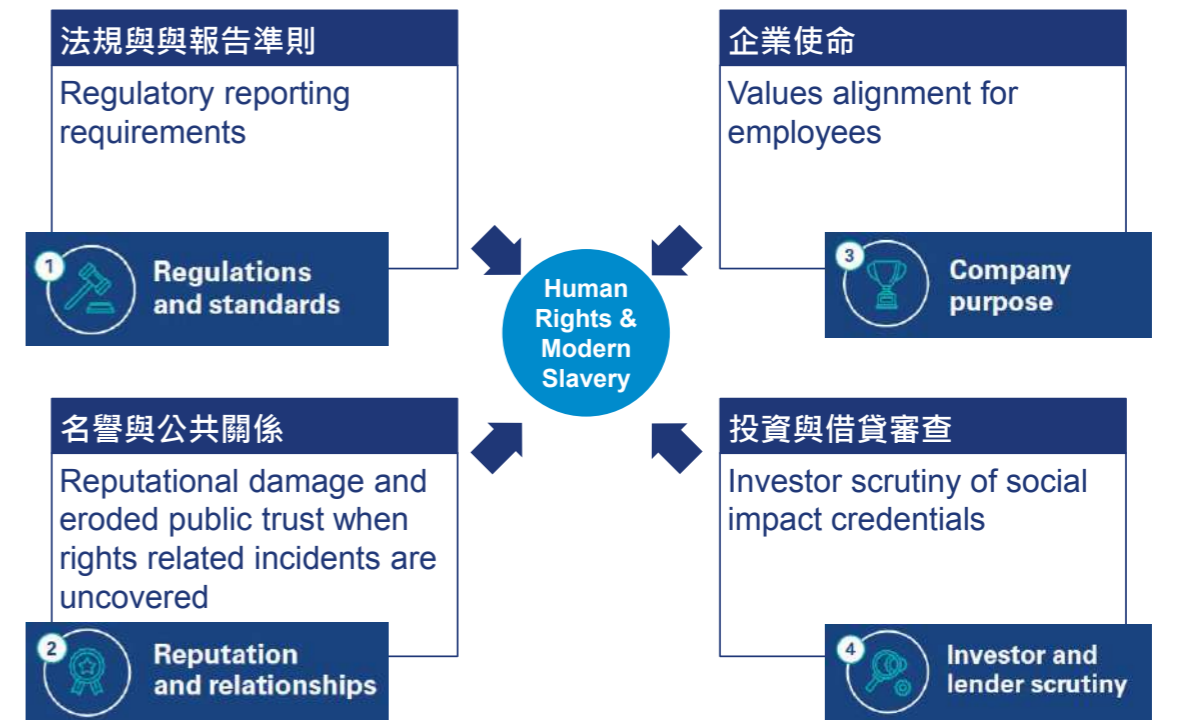 法規與與報告準則
Regulatory reporting
requirements
1
Regulations
and standards
企業使命
Values alignment for
employees
3
Company
purpose
Human
Rights &
Modern
Slavery
名譽與公共關係
Reputational damage and
eroded public trust when
rights related incidents are
uncovered
2
Reputation
and relationships
投資與借貸審查
Investor scrutiny of social
impact credentials
4
Investor and
lender scrutiny